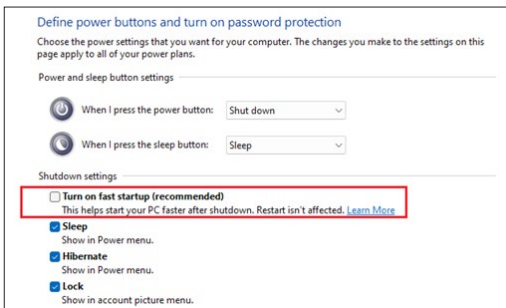 Define power buttons and turn on password protection
Choose the power settings that you want for your computer. The changes you make to the settings on this
page apply to all of your power plans.
Power and sleep button settings
When I press the power button: Shut down
When I press the sleep button: Sleep
Shutdown settings
Turn on fast startup (recommended)
This helps start your PC faster after shutdown. Restart isn't affected. Learn More
Sleep
Show in Power menu.
Hibernate
Show in Power menu.
Lock
Show in account picture menu.